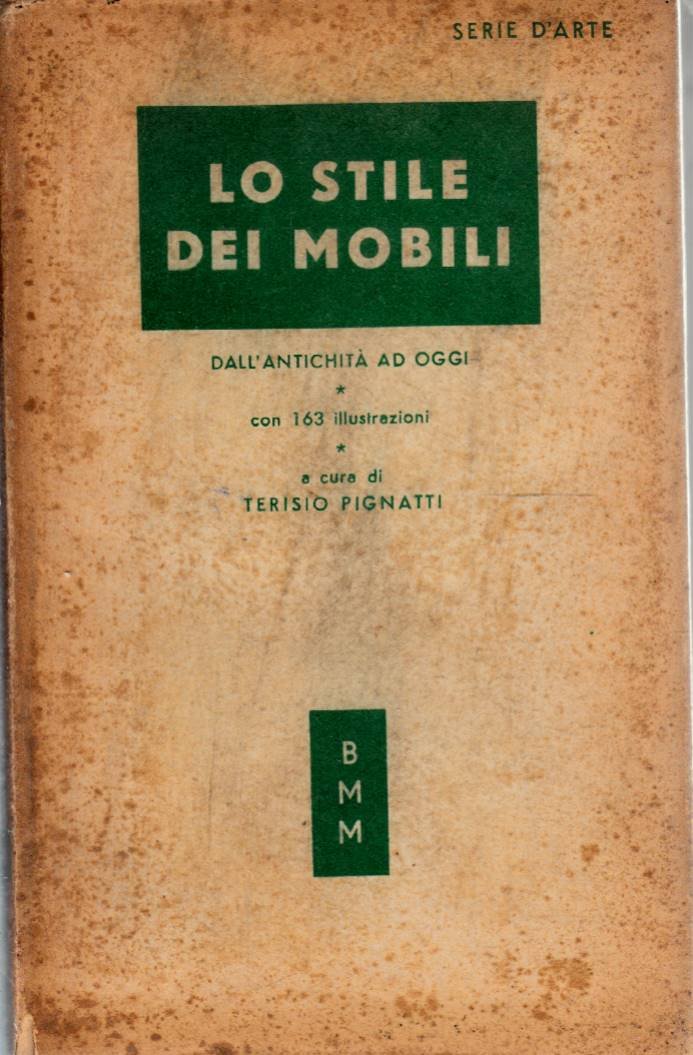 SERIE D'ARTE
LO STILE
DEI MOBILI
DALL'ANTICHITÀ AD OGGI
*
con 163 illustrazioni
*
a cura di
TERISIO PIGNATTI
B
M
M